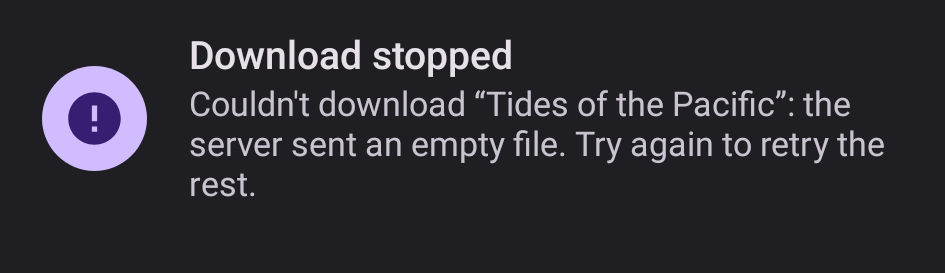 Download stopped
Couldn't download “Tides of the Pacific”: the
server sent an empty file. Try again to retry the
rest.